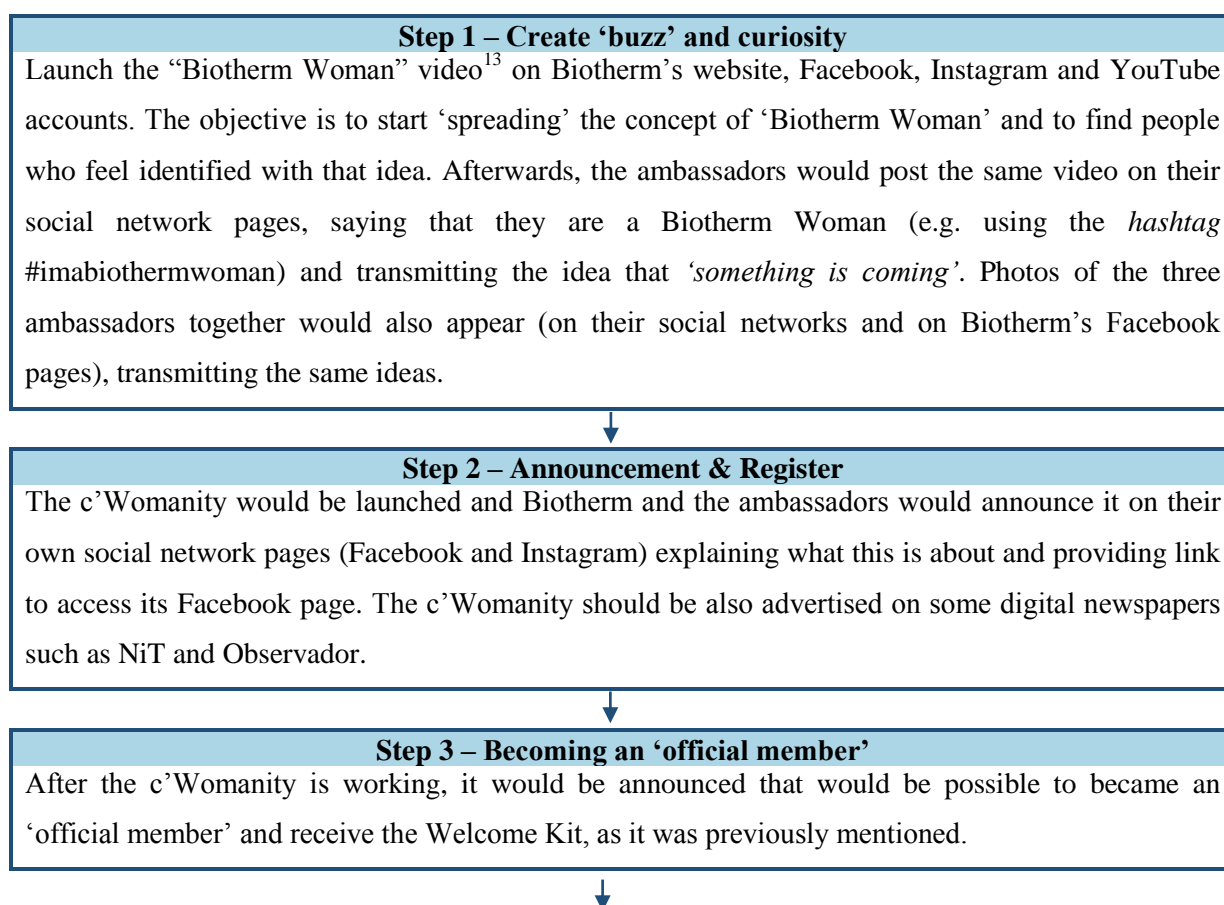 Step 1 – Create ‘buzz’ and curiosity
Launch the “Biotherm Woman” video13 on Biotherm’s website, Facebook, Instagram and YouTube
accounts. The objective is to start ‘spreading’ the concept of ‘Biotherm Woman’ and to find people
who feel identified with that idea. Afterwards, the ambassadors would post the same video on their
social network pages, saying that they are a Biotherm Woman (e.g. using the hashtag
#imabiothermwoman) and transmitting the idea that ‘something is coming’. Photos of the three
ambassadors together would also appear (on their social networks and on Biotherm’s Facebook
pages), transmitting the same ideas.
Step 2 – Announcement & Register
The c’Womanity would be launched and Biotherm and the ambassadors would announce it on their
own social network pages (Facebook and Instagram) explaining what this is about and providing link
to access its Facebook page. The c’Womanity should be also advertised on some digital newspapers
such as NiT and Observador.
Step 3 – Becoming an ‘official member’
After the c’Womanity is working, it would be announced that would be possible to became an
‘official member’ and receive the Welcome Kit, as it was previously mentioned.